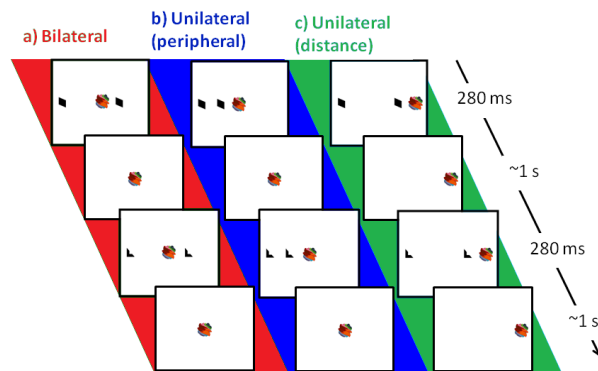 a) Bilateral
b) Unilateral
(peripheral)
c) Unilateral
(distance)
280 ms
~1 s
280 ms
~1 s